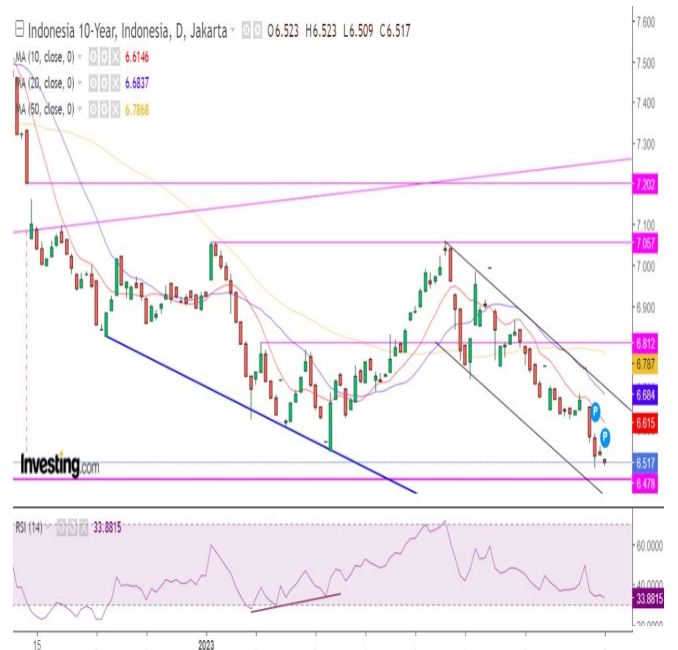 Indonesia 10-Year, Indonesia, D, Jakarta O6.523 H6.523 L6.509 C6.517
MA (10, close, 0) 6.6146
MA (20, close, 0) 6.6837
MA (50, close, 0) 6.7868
7.600
7.500
7.400
7.300
7.202
7.100
7.057
7.000
6.900
6.812
6.787
6.684
6.615
P
P
6.517
6.478
Investing.com
RSI (14) 33.8815
60.0000
40.0000
33.8815
20.0000
15
2023